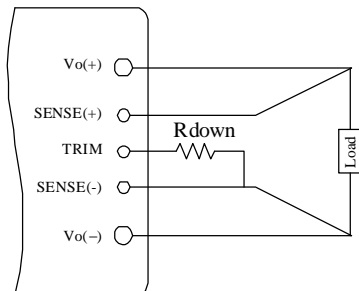 Vo(+)
SENSE(+)
Rdown
TRIM
SENSE(-)
Vo(−)
Load